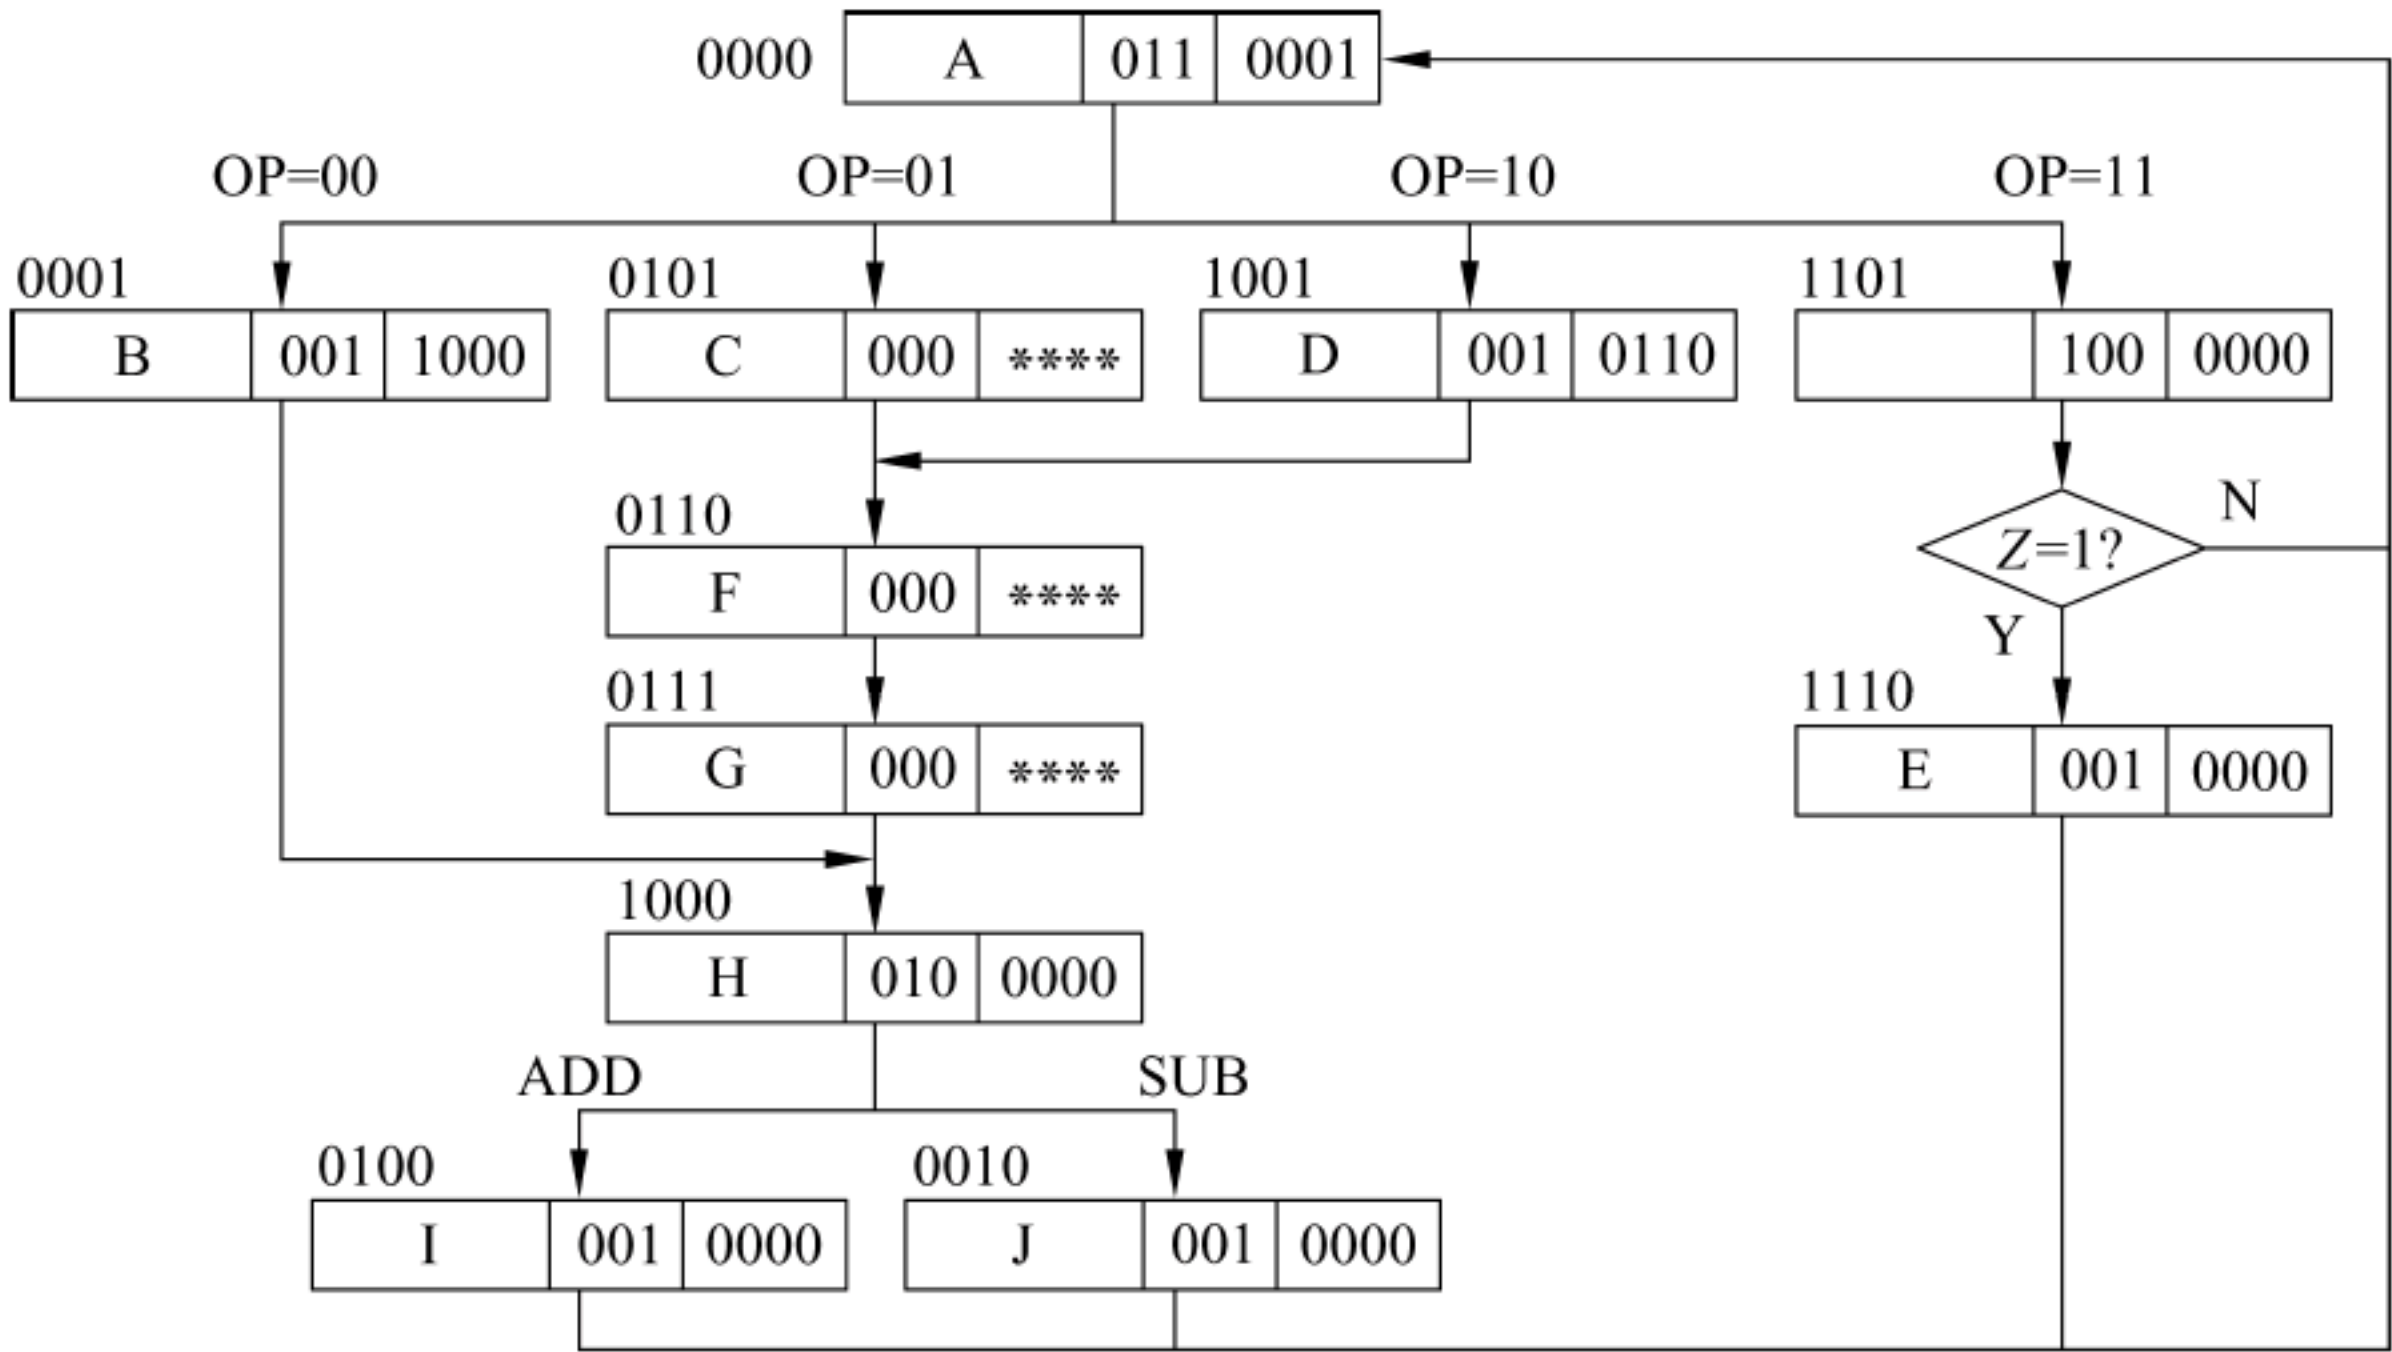 0000 A 011 0001
OP=00 OP=01 OP=10 OP=11
0001 0101 1001 1101
B 001 1000 C 000 **** D 001 0110 100 0000
N
Z=1?
0110
F 000 ****
Y
0111 1110
G 000 **** E 001 0000
1000
H 010 0000
ADD SUB
0100 0010
I 001 0000 J 001 0000